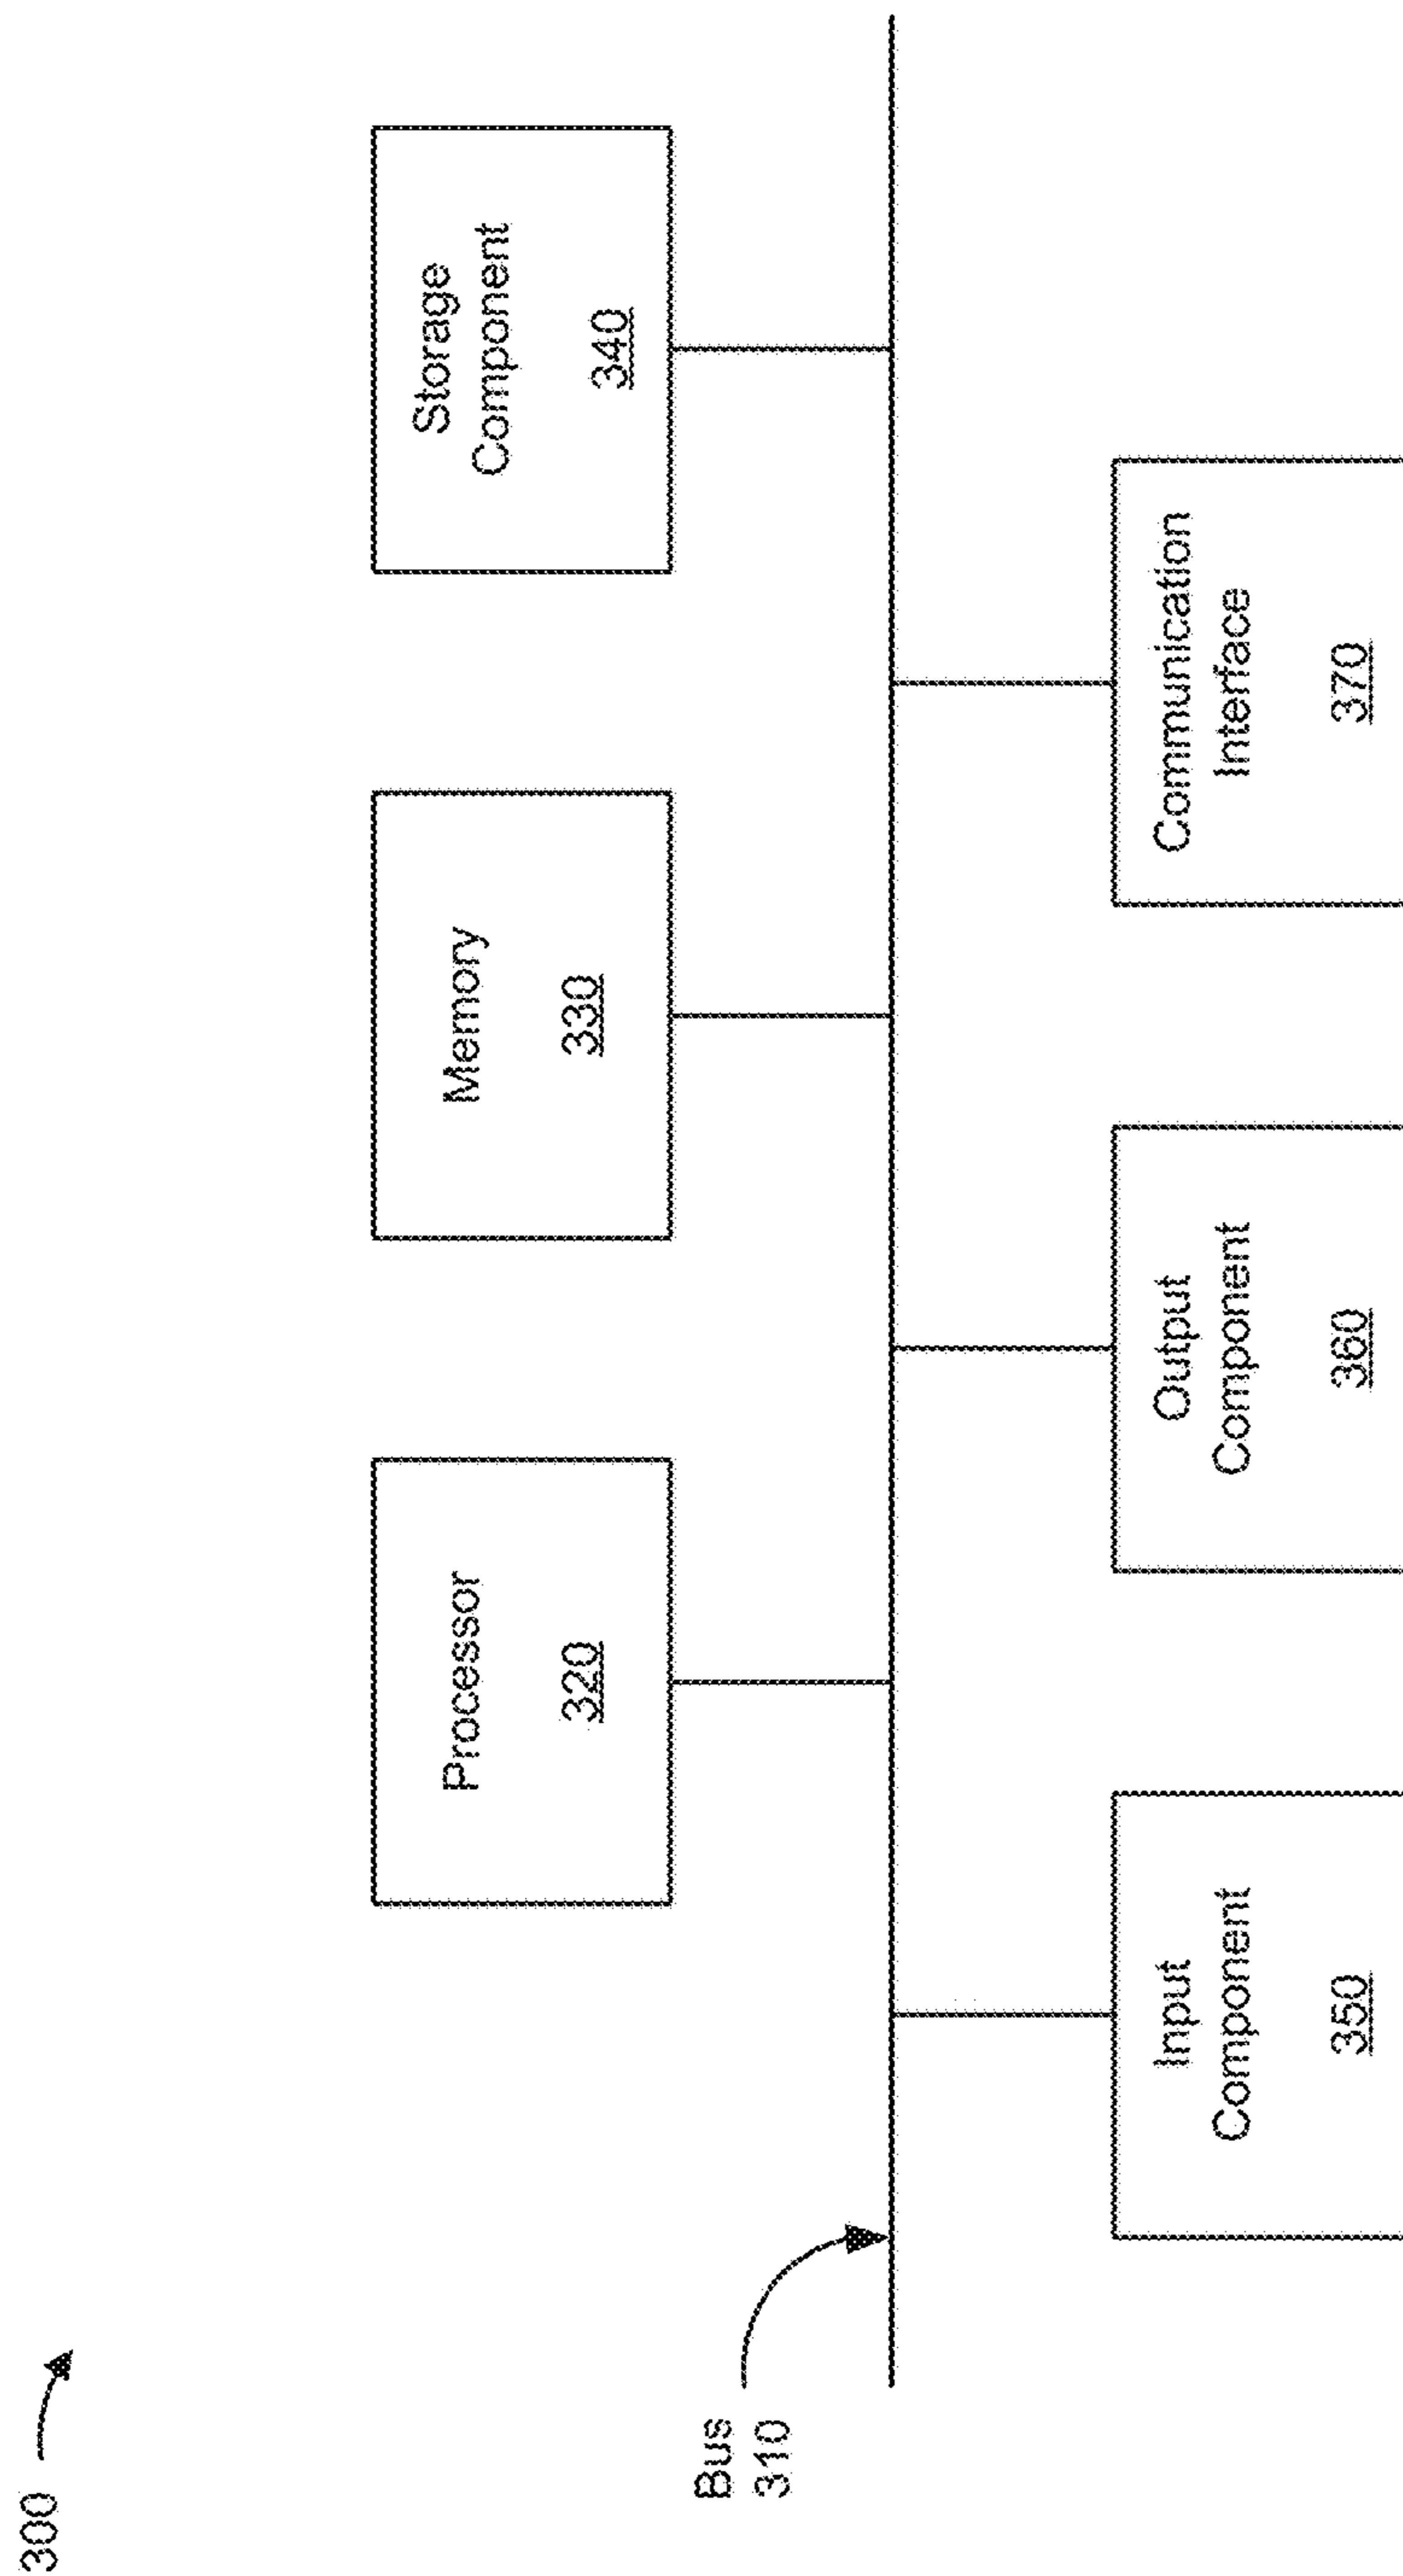 300
Processor
320
Memory
330
Storage
Component
340
Bus
310
Input
Component
350
Output
Component
360
Communication
Interface
370